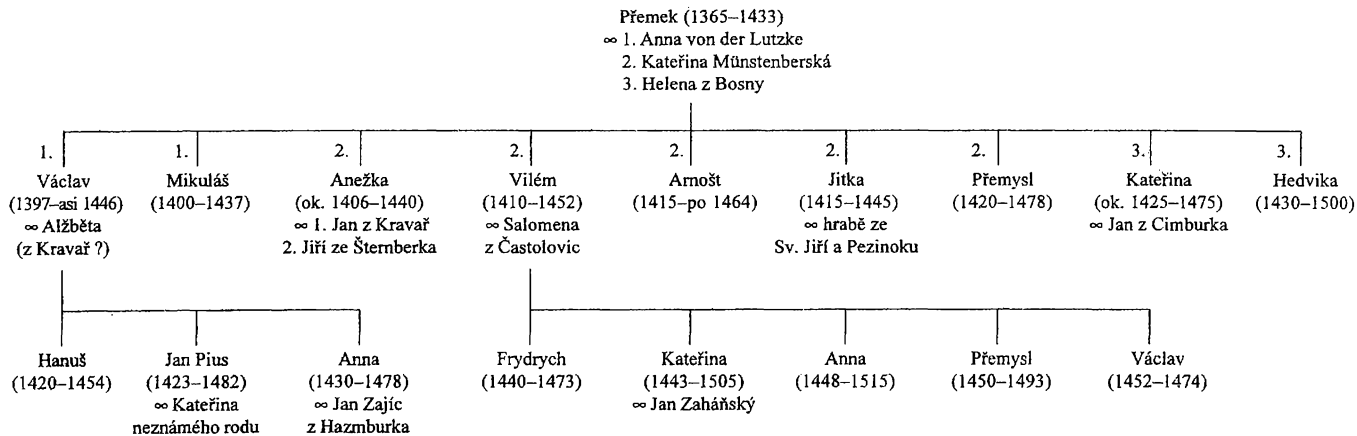 Přemek (1365–1433)
∞ 1. Anna von der Lutzke
2. Kateřina Münstenberská
3. Helena z Bosny
1.
Václav
(1397–asi 1446)
∞ Alžběta
(z Kravař ?)
1.
Mikuláš
(1400–1437)
2.
Anežka
(ok. 1406–1440)
∞ 1. Jan z Kravař
2. Jiří ze Šternberka
2.
Vilém
(1410–1452)
∞ Salomena
z Častolovic
2.
Arnošt
(1415–po 1464)
2.
Jitka
(1415–1445)
∞ hrabě ze
Sv. Jiří a Pezinoku
2.
Přemysl
(1420–1478)
3.
Kateřina
(ok. 1425–1475)
∞ Jan z Cimburka
3.
Hedvika
(1430–1500)
Hanuš
(1420–1454)
Jan Pius
(1423–1482)
∞ Kateřina
neznámého rodu
Anna
(1430–1478)
∞ Jan Zajíc
z Hazmburka
Frydrych
(1440–1473)
Kateřina
(1443–1505)
∞ Jan Zaháňský
Anna
(1448–1515)
Přemysl
(1450–1493)
Václav
(1452–1474)